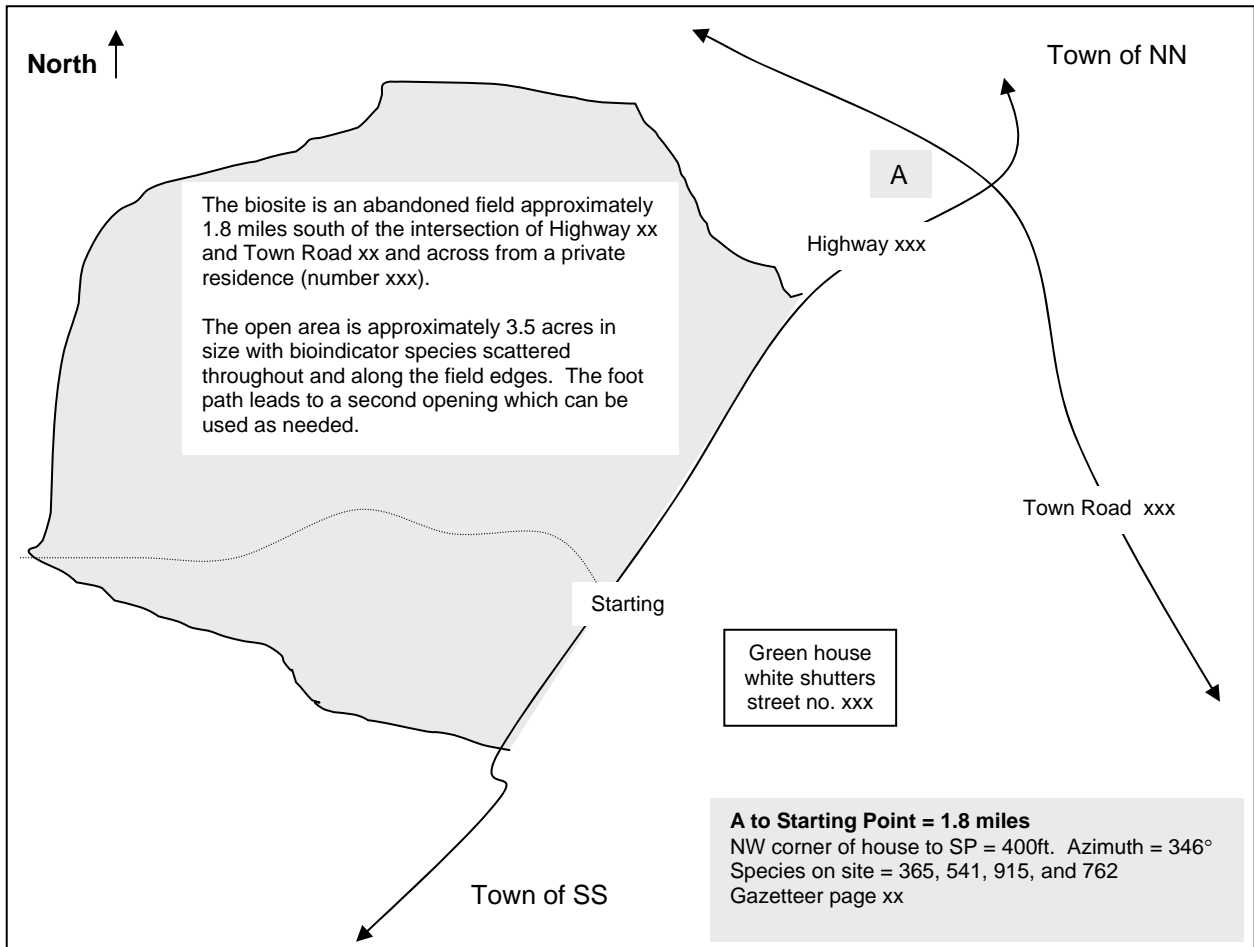 North
Town of NN
A
Highway xxx
The biosite is an abandoned field approximately
1.8 miles south of the intersection of Highway xx
and Town Road xx and across from a private
residence (number xxx).
The open area is approximately 3.5 acres in
size with bioindicator species scattered
throughout and along the field edges. The foot
path leads to a second opening which can be
used as needed.
Town Road xxx
Starting
Green house
white shutters
street no. xxx
A to Starting Point = 1.8 miles
NW corner of house to SP = 400ft. Azimuth = 346°
Species on site = 365, 541, 915, and 762
Gazetteer page xx
Town of SS